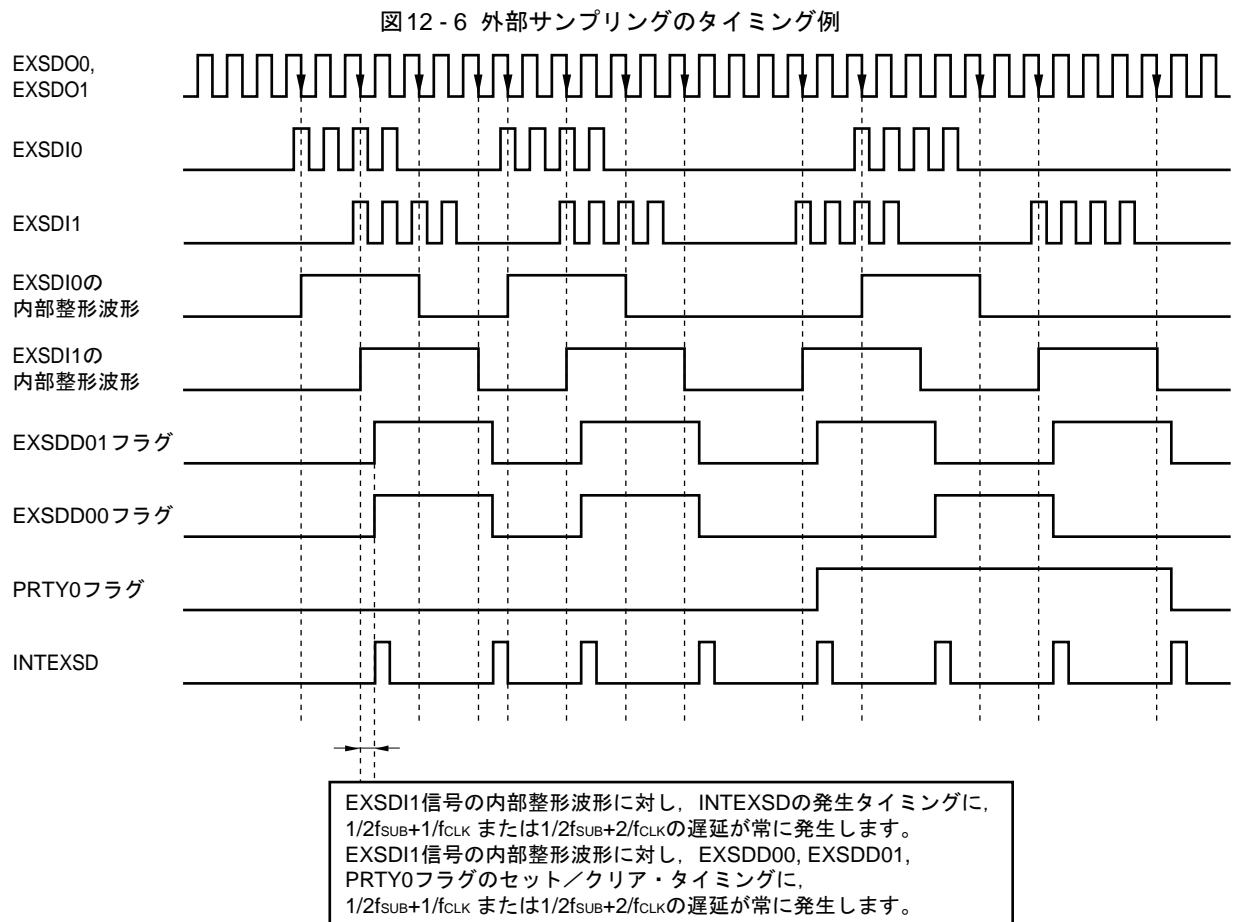 図12 - 6 外部サンプリングのタイミング例
EXSDO0,
EXSDO1
EXSDI0
EXSDI1
EXSDI0の
内部整形波形
EXSDI1の
内部整形波形
EXSDD01フラグ
EXSDD00フラグ
PRTY0フラグ
INTEXSD
EXSDI1信号の内部整形波形に対し，INTEXSDの発生タイミングに，
1/2fSUB+1/fCLK または1/2fSUB+2/fCLKの遅延が常に発生します。
EXSDI1信号の内部整形波形に対し，EXSDD00, EXSDD01,
PRTY0フラグのセット／クリア・タイミングに，
1/2fSUB+1/fCLK または1/2fSUB+2/fCLKの遅延が常に発生します。